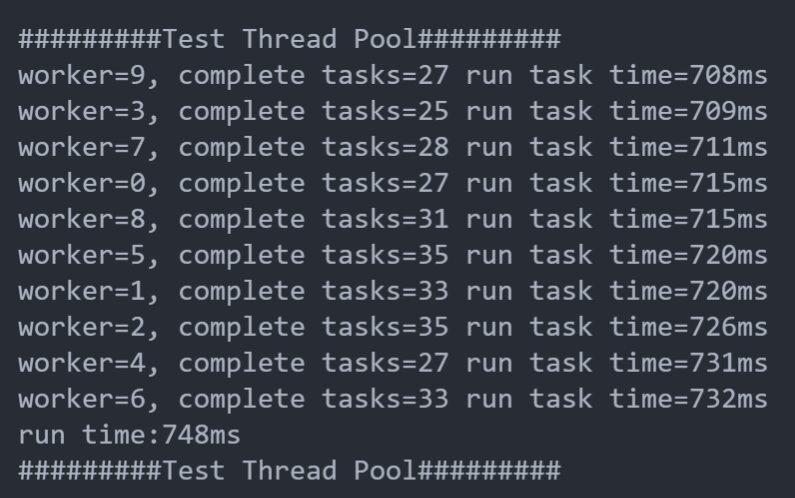 #########Test Thread Pool#########
worker=9, complete tasks=27 run task time=708ms
worker=3, complete tasks=25 run task time=709ms
worker=7, complete tasks=28 run task time=711ms
worker=0, complete tasks=27 run task time=715ms
worker=8, complete tasks=31 run task time=715ms
worker=5, complete tasks=35 run task time=720ms
worker=1, complete tasks=33 run task time=720ms
worker=2, complete tasks=35 run task time=726ms
worker=4, complete tasks=27 run task time=731ms
worker=6, complete tasks=33 run task time=732ms
run time:748ms
#########Test Thread Pool#########